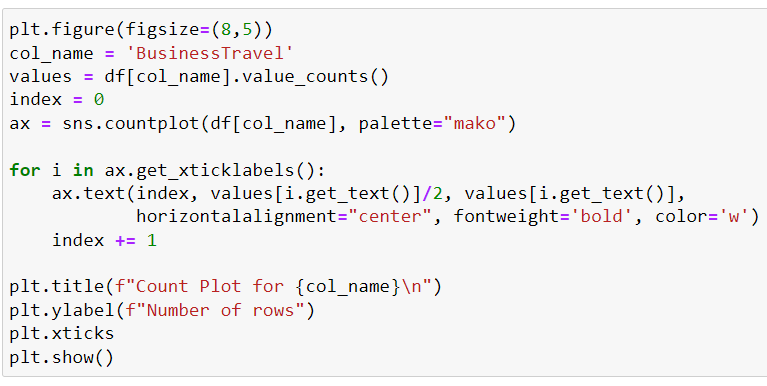 plt.figure(figsize=(8,5))
col_name = 'BusinessTravel'
values = df[col_name].value_counts()
index = 0
ax = sns.countplot(df[col_name], palette="mako")

for i in ax.get_xticklabels():
    ax.text(index, values[i.get_text()]/2, values[i.get_text()],
            horizontalalignment="center", fontweight='bold', color='w')
    index += 1

plt.title(f"Count Plot for {col_name}\n")
plt.ylabel(f"Number of rows")
plt.xticks
plt.show()